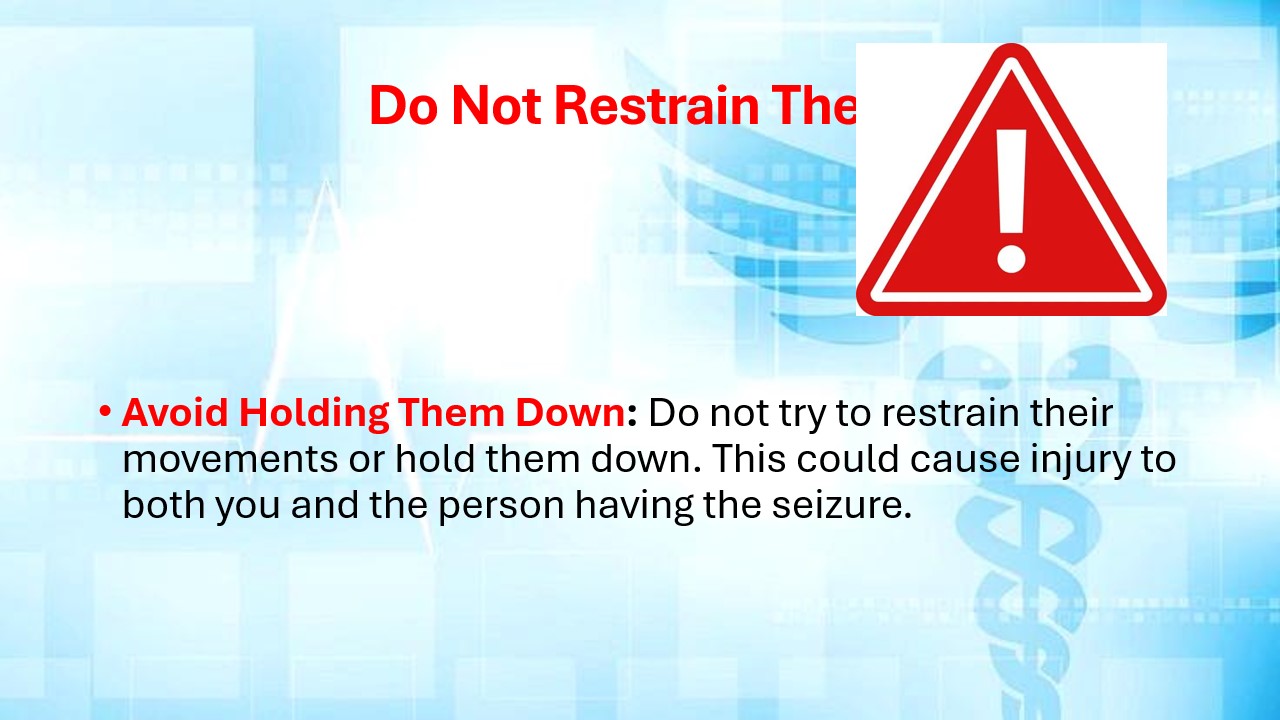 Do Not Restrain The
• Avoid Holding Them Down: Do not try to restrain their
movements or hold them down. This could cause injury to
both you and the person having the seizure.